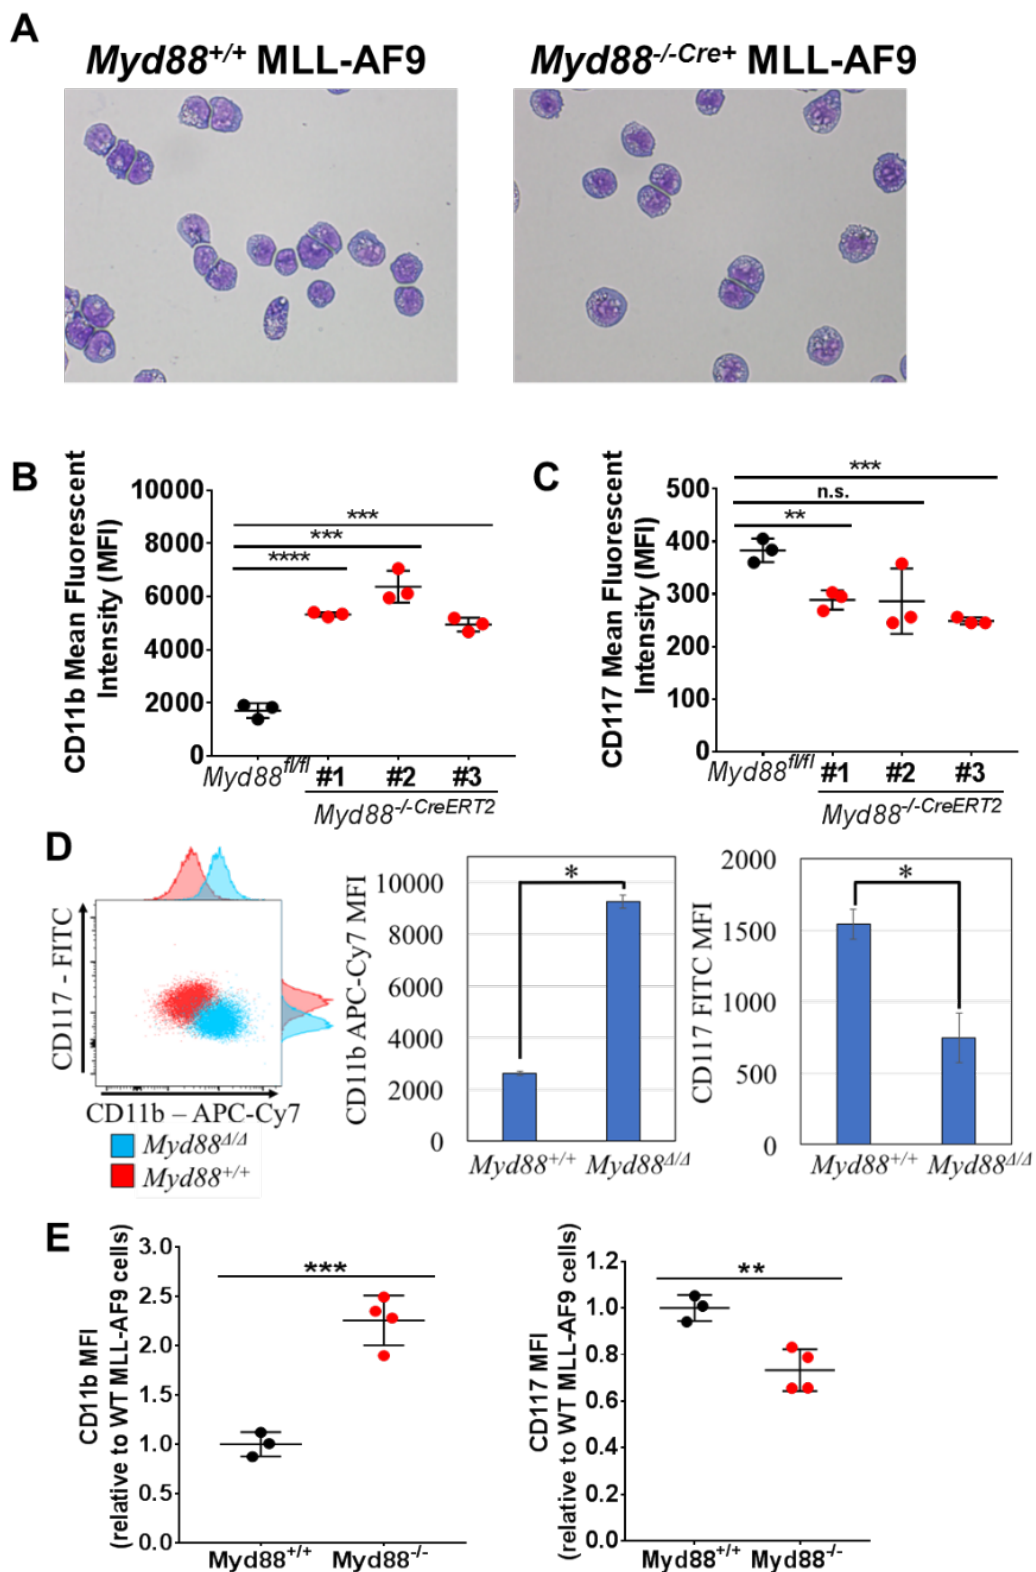 A
Myd88+/+ MLL-AF9
Myd88-/-Cre+ MLL-AF9
B
CD11b Mean Fluorescent
Intensity (MFI)
10000
8000
6000
4000
2000
0
***
***
****
Myd88fl/fl
#1
#2
#3
Myd88-/-CreERT2
C
CD117 Mean Fluorescent
Intensity (MFI)
500
400
300
200
100
0
***
n.s.
**
Myd88fl/fl
#1
#2
#3
Myd88-/-CreERT2
D
CD117 - FITC
CD11b – APC-Cy7
Myd88Δ/Δ
Myd88+/+
CD11b APC-Cy7 MFI
10000
8000
6000
4000
2000
0
*
Myd88+/+
Myd88Δ/Δ
CD117 FITC MFI
2000
1500
1000
500
0
*
Myd88+/+
Myd88Δ/Δ
E
CD11b MFI
(relative to WT MLL-AF9 cells)
3.0
2.5
2.0
1.5
1.0
0.5
0.0
***
Myd88+/+
Myd88-/-
CD117 MFI
(relative to WT MLL-AF9 cells)
1.2
1.0
0.8
0.6
0.4
0.2
0.0
**
Myd88+/+
Myd88-/-